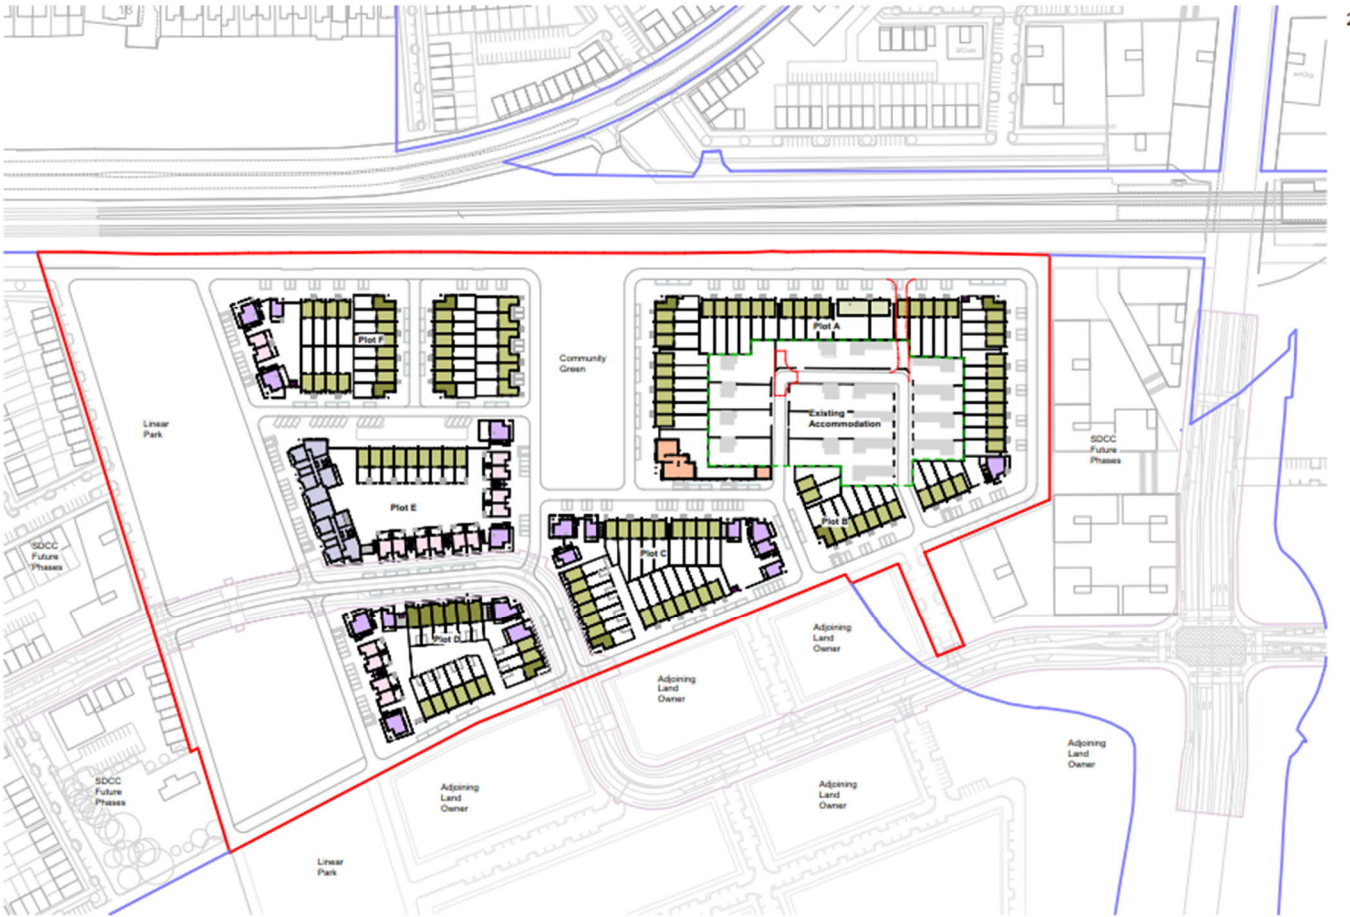 18
2
Plot A
Plot F
Community
Green
Linear
Park
Existing
Accommodation
SDCC
Future
Phases
Plot E
Plot B
Plot C
SDCC
Future
Phases
Plot D
Adjoining
Land
Owner
Adjoining
Land
Owner
Adjoining
Land
Owner
SDCC
Future
Phases
Adjoining
Land
Owner
Adjoining
Land
Owner
Linear
Park